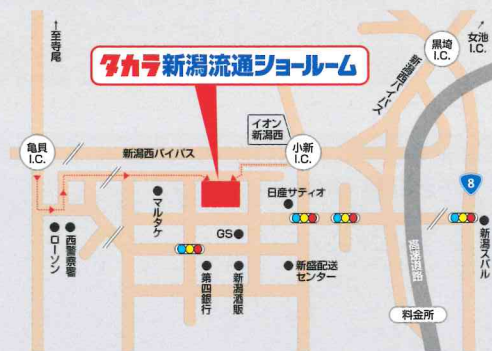 ↑至寺尾
黒埼
I.C.
↗女池
I.C.
タカラ新潟流通ショールーム
新潟西バイパス
イオン
新潟西
亀貝
I.C.
新潟西バイパス
小新
I.C.
8
日産サティオ
マルタケ
GS
ローソン
西警察署
第四銀行
新潟酒販
新盛配送
センター
高速道路
新潟スバル
料金所